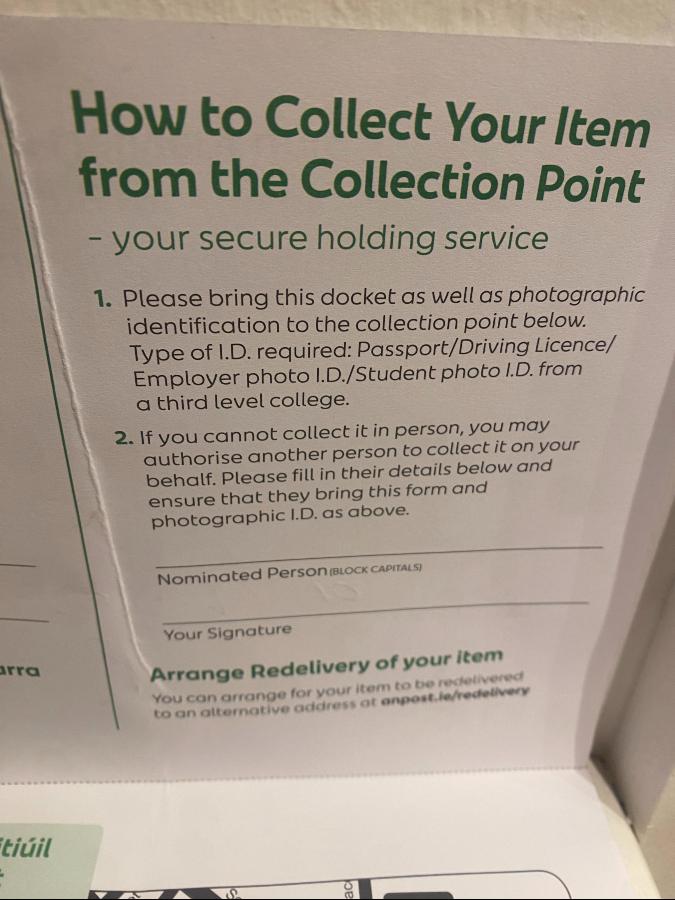 How to Collect Your Item
from the Collection Point
– your secure holding service
1. Please bring this docket as well as photographic
identification to the collection point below.
Type of I.D. required: Passport/Driving Licence/
Employer photo I.D./Student photo I.D. from
a third level college.
2. If you cannot collect it in person, you may
authorise another person to collect it on your
behalf. Please fill in their details below and
ensure that they bring this form and
photographic I.D. as above.
Nominated Person (BLOCK CAPITALS)
Your Signature
Arrange Redelivery of your item
You can arrange for your item to be redelivered
to an alternative address at anpost.ie/redelivery